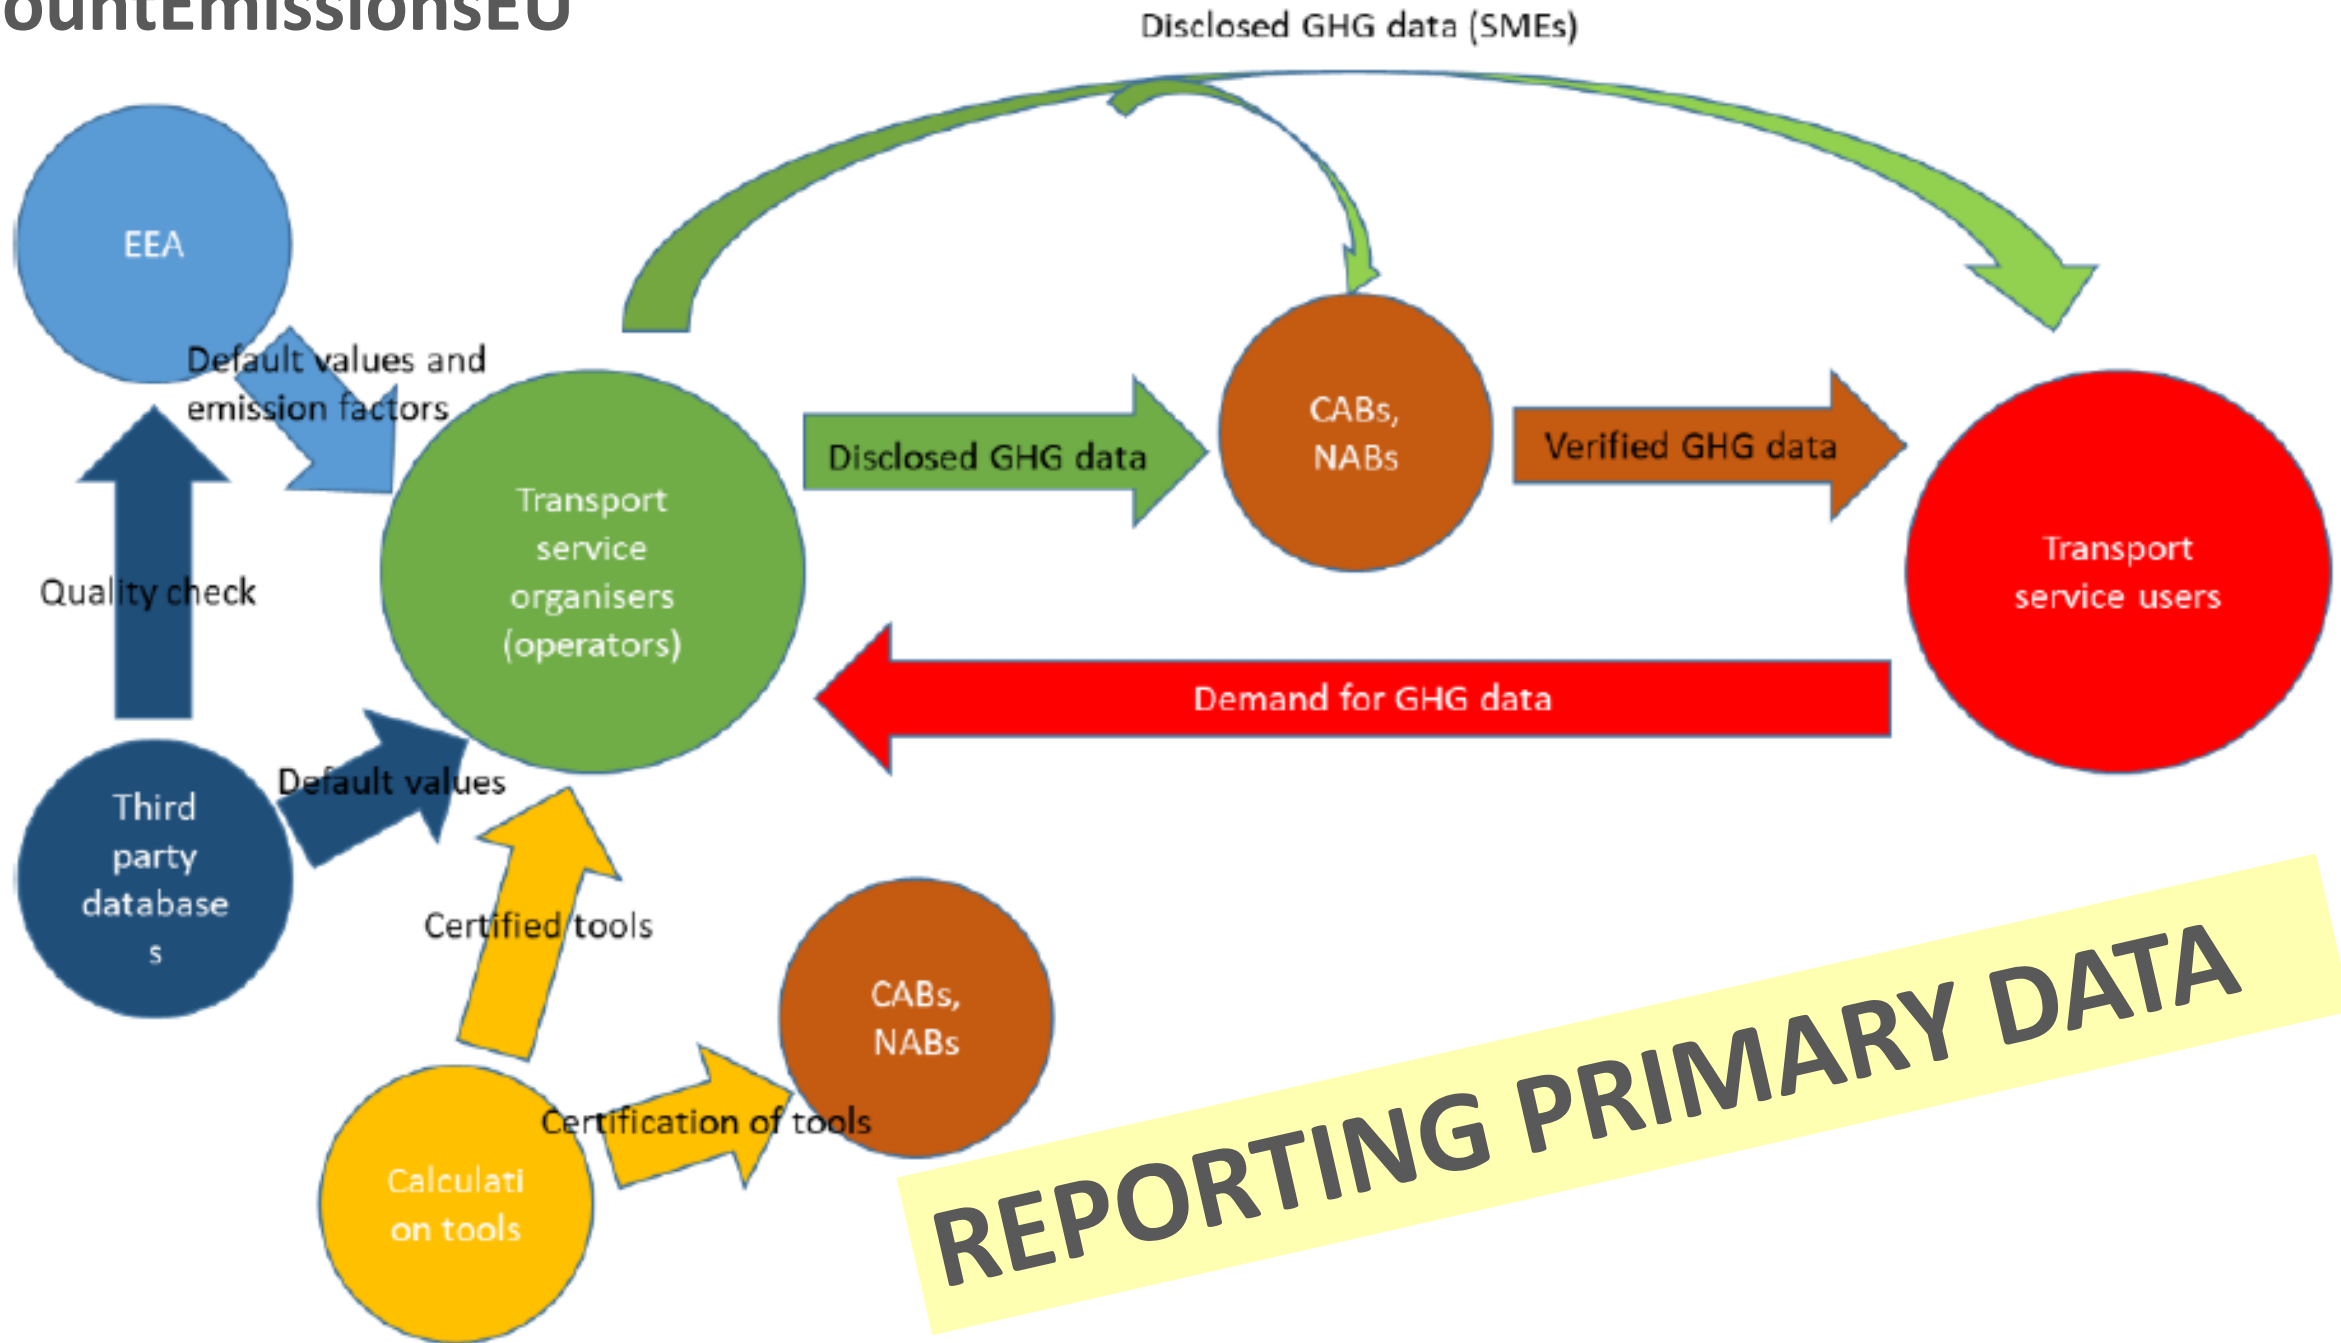 ountEmissionsEU
Disclosed GHG data (SMEs)
EEA
Default values and
emission factors
Quality check
Transport
service
organisers
(operators)
Disclosed GHG data
CABs,
NABs
Verified GHG data
Transport
service users
Demand for GHG data
Default values
Third
party
database
s
Certified tools
CABs,
NABs
Certification of tools
Calculati
on tools
REPORTING PRIMARY DATA